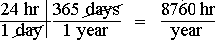 24 hr 365 days = 8760 hr
1 day 1 year year